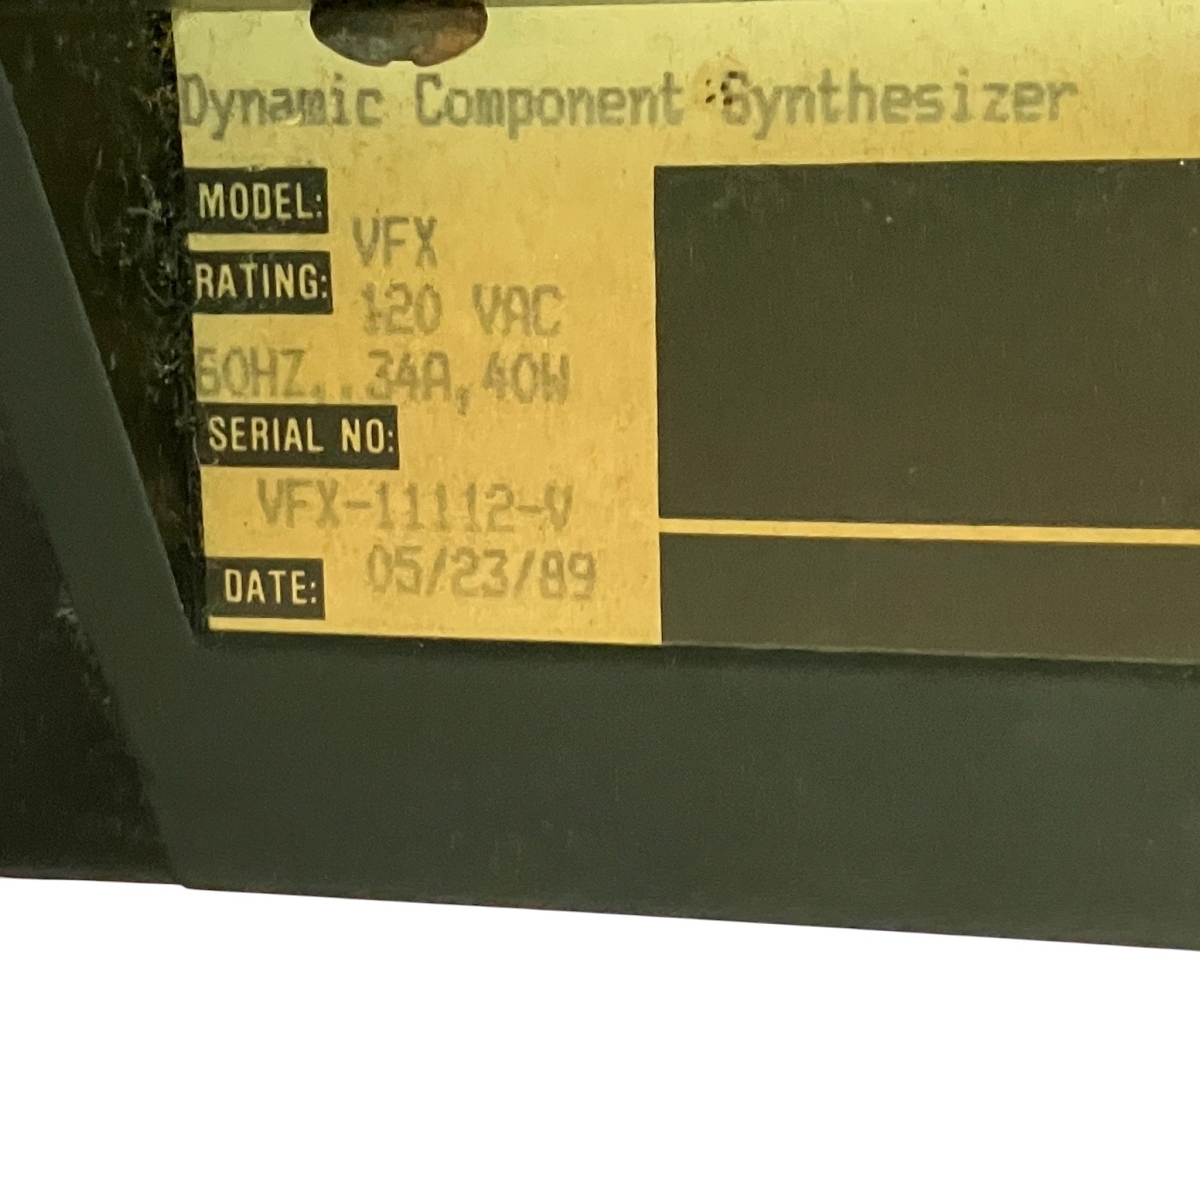 Dynamic Component Synthesizer
MODEL: VFX
RATING: 120 VAC
60HZ,.34A,40W
SERIAL NO:
VFX-11112-V
DATE: 05/23/89